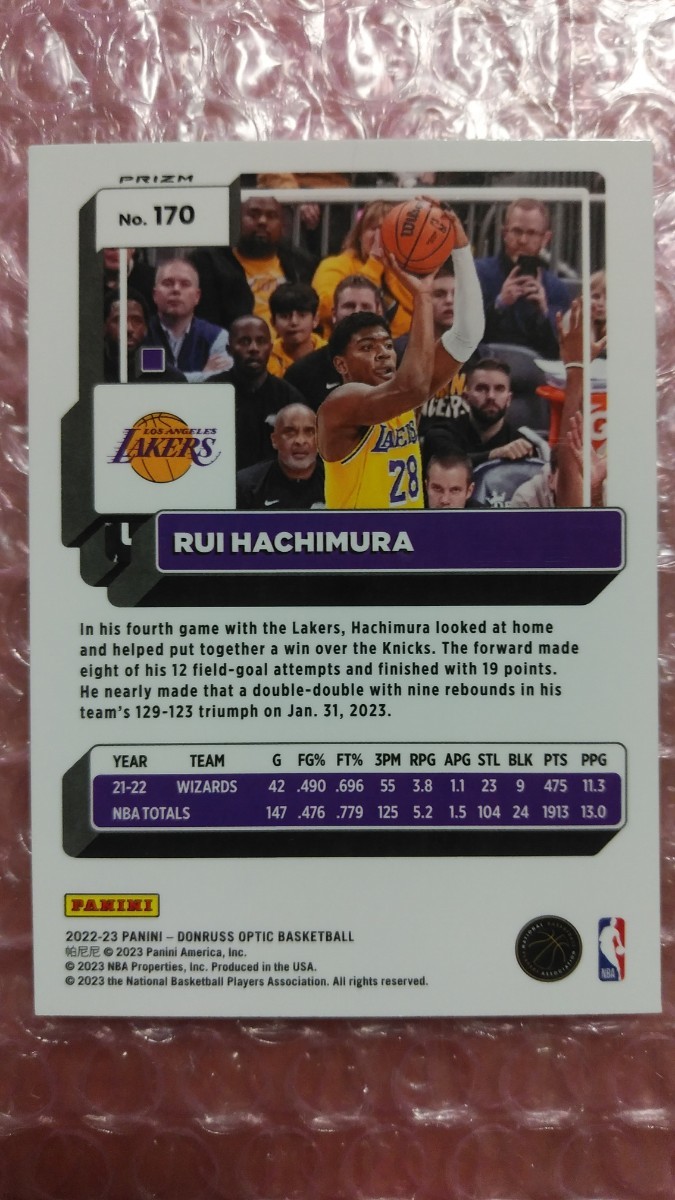 PRIZM
No. 170
Wilson
LOS ANGELES
LAKERS
LAKERS
28
RUI HACHIMURA
In his fourth game with the Lakers, Hachimura looked at home
and helped put together a win over the Knicks. The forward made
eight of his 12 field-goal attempts and finished with 19 points.
He nearly made that a double-double with nine rebounds in his
team's 129-123 triumph on Jan. 31, 2023.
YEAR TEAM G FG% FT% 3PM RPG APG STL BLK PTS PPG
21-22 WIZARDS 42 .490 .696 55 3.8 1.1 23 9 475 11.3
NBA TOTALS 147 .476 .779 125 5.2 1.5 104 24 1913 13.0
PANINI
2022-23 PANINI – DONRUSS OPTIC BASKETBALL
帕尼尼 © 2023 Panini America, Inc.
© 2023 NBA Properties, Inc. Produced in the USA.
© 2023 the National Basketball Players Association. All rights reserved.
NATIONAL BASKETBALL PLAYERS ASSOCIATION
NBA